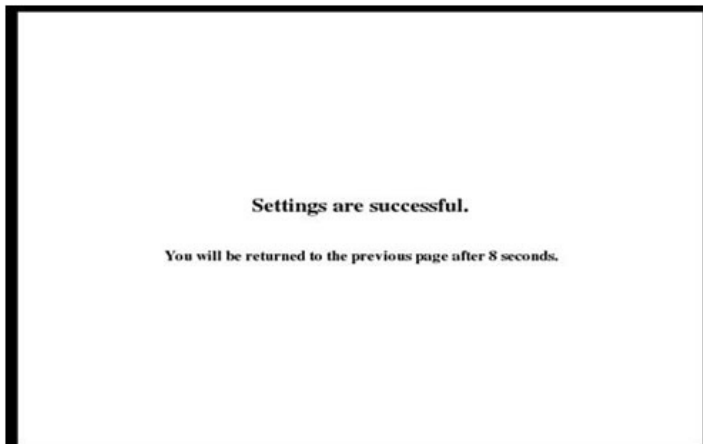 Settings are successful.
You will be returned to the previous page after 8 seconds.